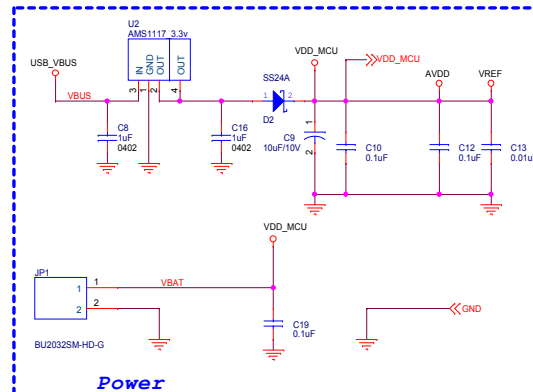 U2
AMS1117_3.3v
USB_VBUS
IN
GND
OUT
OUT
3
1
2
4
VBUS
C8
1uF
0402
C16
1uF
0402
SS24A
1
2
D2
VDD_MCU
VDD_MCU
AVDD
VREF
1
C9
10uF/10V
2
C10
0.1uF
C12
0.1uF
C13
0.01u
VDD_MCU
JP1
1
1
VBAT
2
2
BU2032SM-HD-G
C19
0.1uF
GND
Power